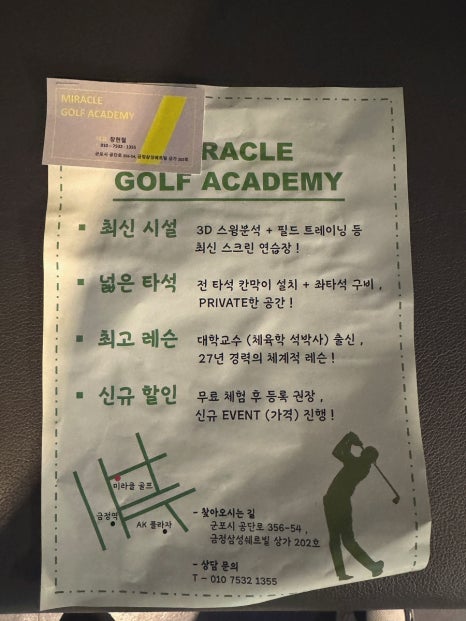 MIRACLE
GOLF ACADEMY
장현철
010 - 7532 - 1355
군포시 공단로 356-54, 금정삼성쉐르빌 상가 202호
RACLE
GOLF ACADEMY
▪ 최신 시설
3D 스윙분석 + 필드 트레이닝 등
최신 스크린 연습장 !
▪ 넓은 타석
전 타석 칸막이 설치 + 좌타석 구비 ,
PRIVATE한 공간 !
▪ 최고 레슨
대학교수 (체육학 석박사) 출신 ,
27년 경력의 체계적 레슨 !
▪ 신규 할인
무료 체험 후 등록 권장 ,
신규 EVENT (가격) 진행 !
미라클 골프
금정역
AK 플라자
- 찾아오시는 길
군포시 공단로 356-54 ,
금정삼성쉐르빌 상가 202호
- 상담 문의
T - 010 7532 1355